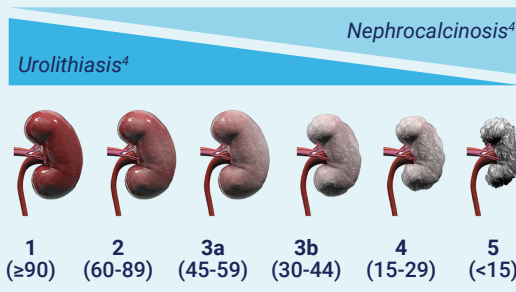 Nephrocalcinosis⁴
Urolithiasis⁴
1 2 3a 3b 4 5
(≥90) (60-89) (45-59) (30-44) (15-29) (<15)